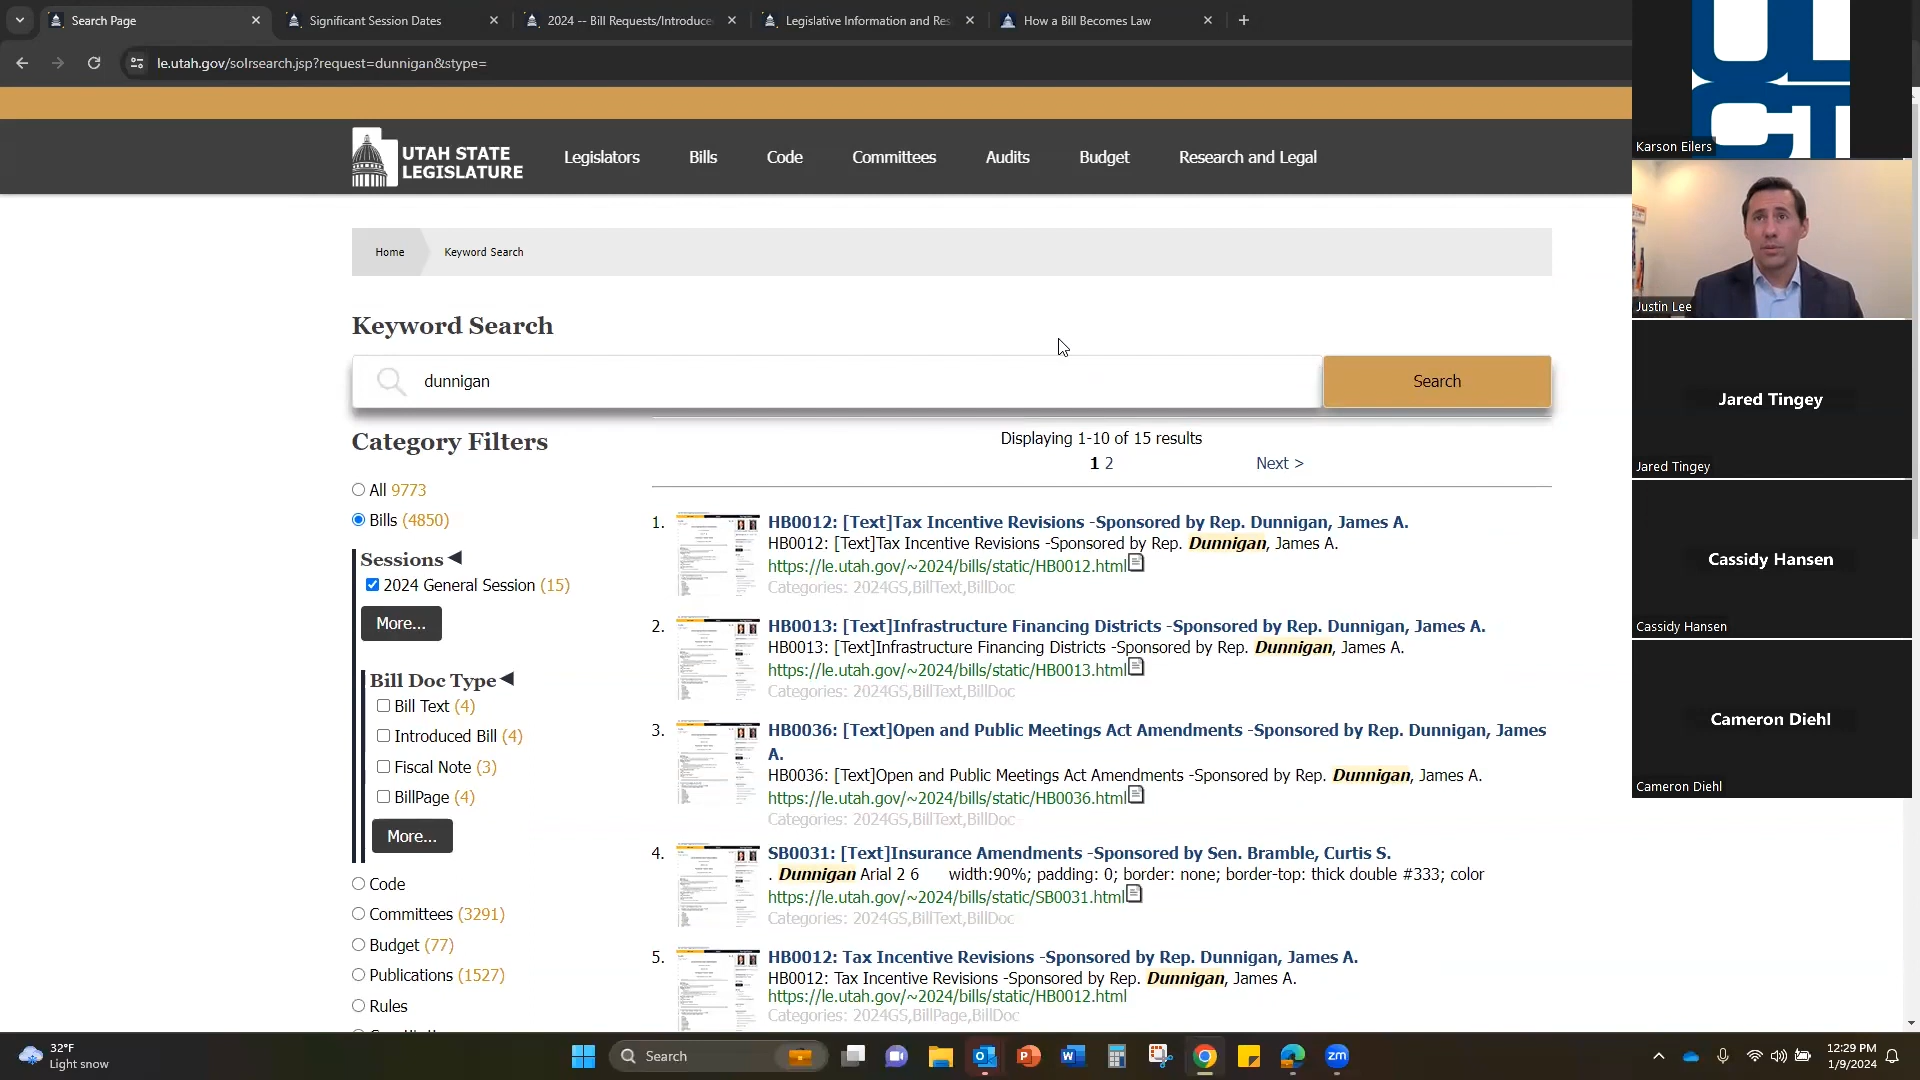 Search Page
Significant Session Dates
2024 -- Bill Requests/Introduce
Legislative Information and Res
How a Bill Becomes Law
le.utah.gov/solrsearch.jsp?request=dunnigan&stype=
UTAH STATE
LEGISLATURE
Legislators
Bills
Code
Committees
Audits
Budget
Research and Legal
Home
Keyword Search
Keyword Search
dunnigan
Search
Category Filters
All 9773
Bills (4850)
Sessions
2024 General Session (15)
More...
Bill Doc Type
Bill Text (4)
Introduced Bill (4)
Fiscal Note (3)
BillPage (4)
More...
Code
Committees (3291)
Budget (77)
Publications (1527)
Rules
Displaying 1-10 of 15 results
1 2 Next >
1. HB0012: [Text]Tax Incentive Revisions -Sponsored by Rep. Dunnigan, James A.
HB0012: [Text]Tax Incentive Revisions -Sponsored by Rep. Dunnigan, James A.
https://le.utah.gov/~2024/bills/static/HB0012.html
Categories: 2024GS,BillText,BillDoc
2. HB0013: [Text]Infrastructure Financing Districts -Sponsored by Rep. Dunnigan, James A.
HB0013: [Text]Infrastructure Financing Districts -Sponsored by Rep. Dunnigan, James A.
https://le.utah.gov/~2024/bills/static/HB0013.html
Categories: 2024GS,BillText,BillDoc
3. HB0036: [Text]Open and Public Meetings Act Amendments -Sponsored by Rep. Dunnigan, James
A.
HB0036: [Text]Open and Public Meetings Act Amendments -Sponsored by Rep. Dunnigan, James A.
https://le.utah.gov/~2024/bills/static/HB0036.html
Categories: 2024GS,BillText,BillDoc
4. SB0031: [Text]Insurance Amendments -Sponsored by Sen. Bramble, Curtis S.
. Dunnigan Arial 2 6 width:90%; padding: 0; border: none; border-top: thick double #333; color
https://le.utah.gov/~2024/bills/static/SB0031.html
Categories: 2024GS,BillText,BillDoc
5. HB0012: Tax Incentive Revisions -Sponsored by Rep. Dunnigan, James A.
HB0012: Tax Incentive Revisions -Sponsored by Rep. Dunnigan, James A.
https://le.utah.gov/~2024/bills/static/HB0012.html
Categories: 2024GS,BillPage,BillDoc
Karson Eilers
Justin Lee
Jared Tingey
Jared Tingey
Cassidy Hansen
Cassidy Hansen
Cameron Diehl
Cameron Diehl
32°F
Light snow
Search
zm
12:29 PM
1/9/2024